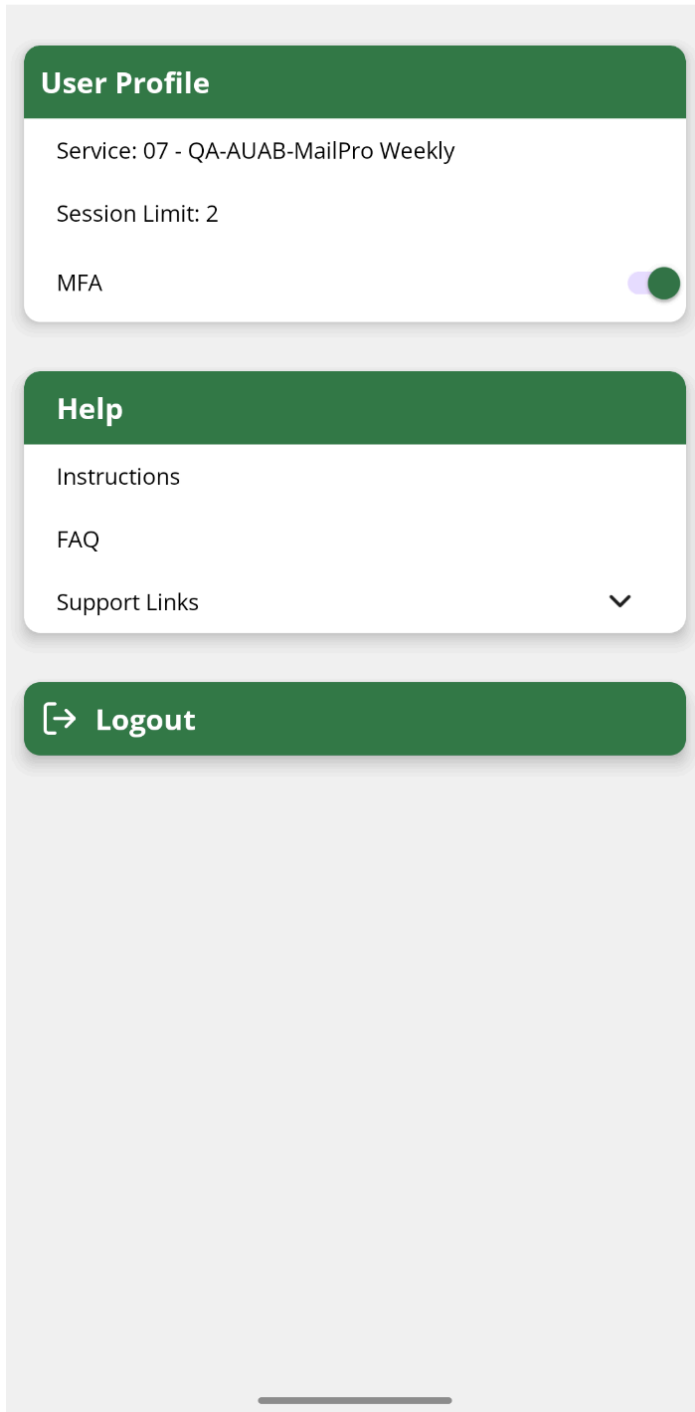 User Profile
Service: 07 - QA-AUAB-MailPro Weekly
Session Limit: 2
MFA
Help
Instructions
FAQ
Support Links
Logout